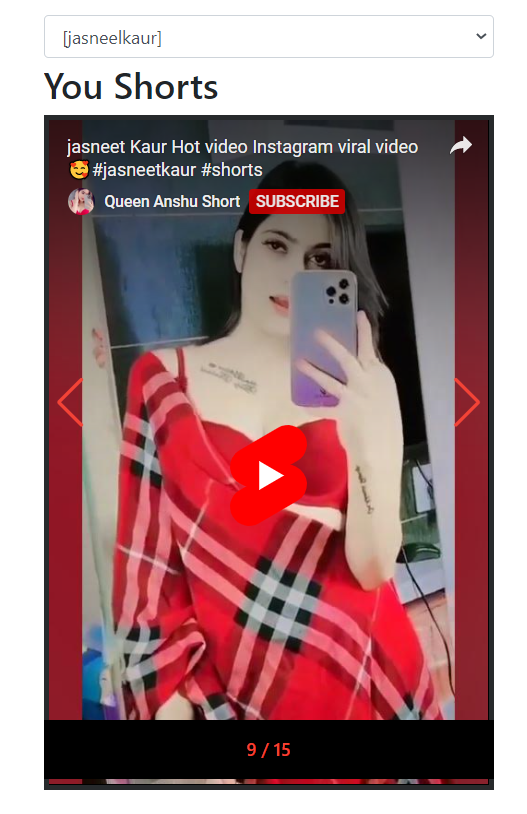 [jasneelkaur]
You Shorts
jasneet Kaur Hot video Instagram viral video
🥰#jasneetkaur #shorts
Queen Anshu Short SUBSCRIBE
9 / 15